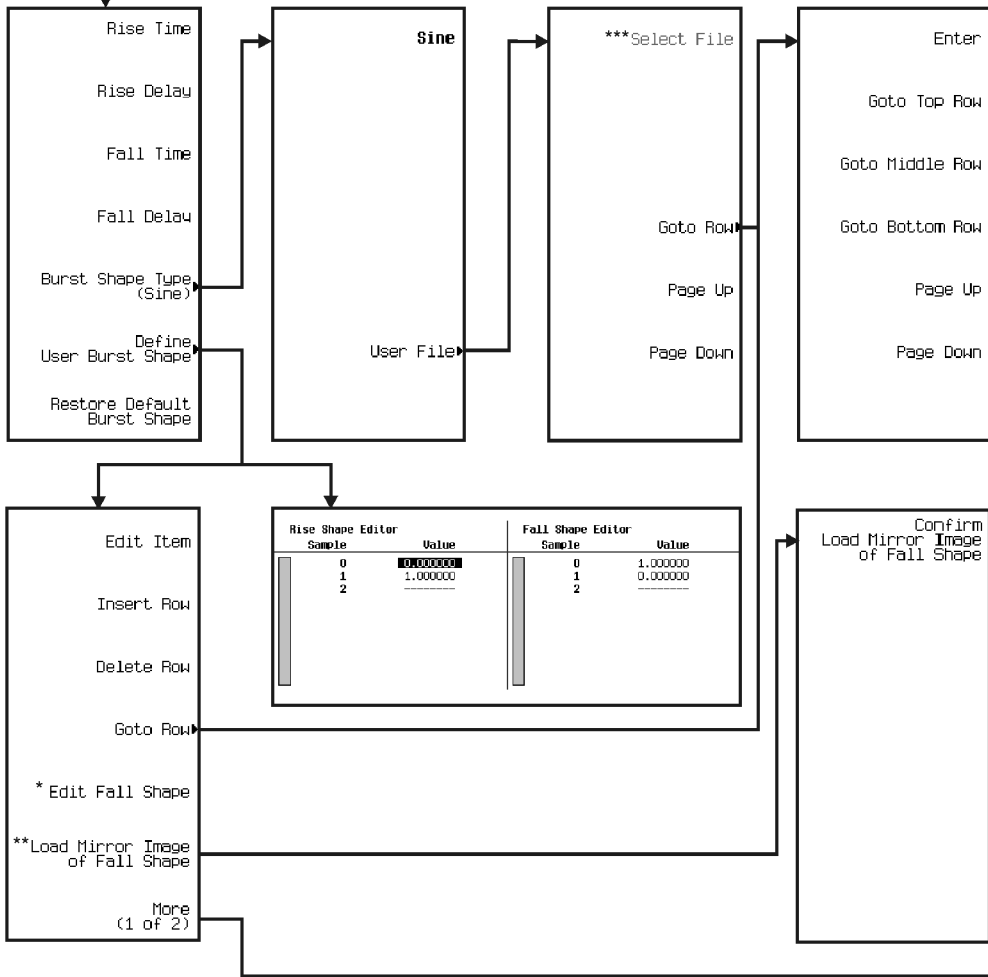 Rise Time
Rise Delay
Fall Time
Fall Delay
Burst Shape Type
(Sine)
Define
User Burst Shape
Restore Default
Burst Shape
Sine
User File
***Select File
Goto Row
Page Up
Page Down
Enter
Goto Top Row
Goto Middle Row
Goto Bottom Row
Page Up
Page Down
Edit Item
Insert Row
Delete Row
Goto Row
*Edit Fall Shape
**Load Mirror Image
of Fall Shape
More
(1 of 2)
Rise Shape Editor
Sample Value
0 0.000000
1 1.000000
2 --------
Fall Shape Editor
Sample Value
0 1.000000
1 0.000000
2 --------
Confirm
Load Mirror Image
of Fall Shape